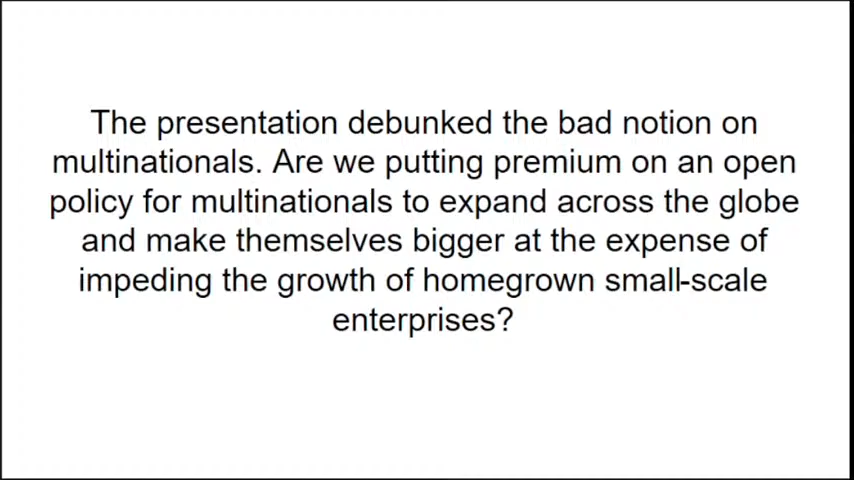 The presentation debunked the bad notion on
multinationals. Are we putting premium on an open
policy for multinationals to expand across the globe
and make themselves bigger at the expense of
impeding the growth of homegrown small-scale
enterprises?